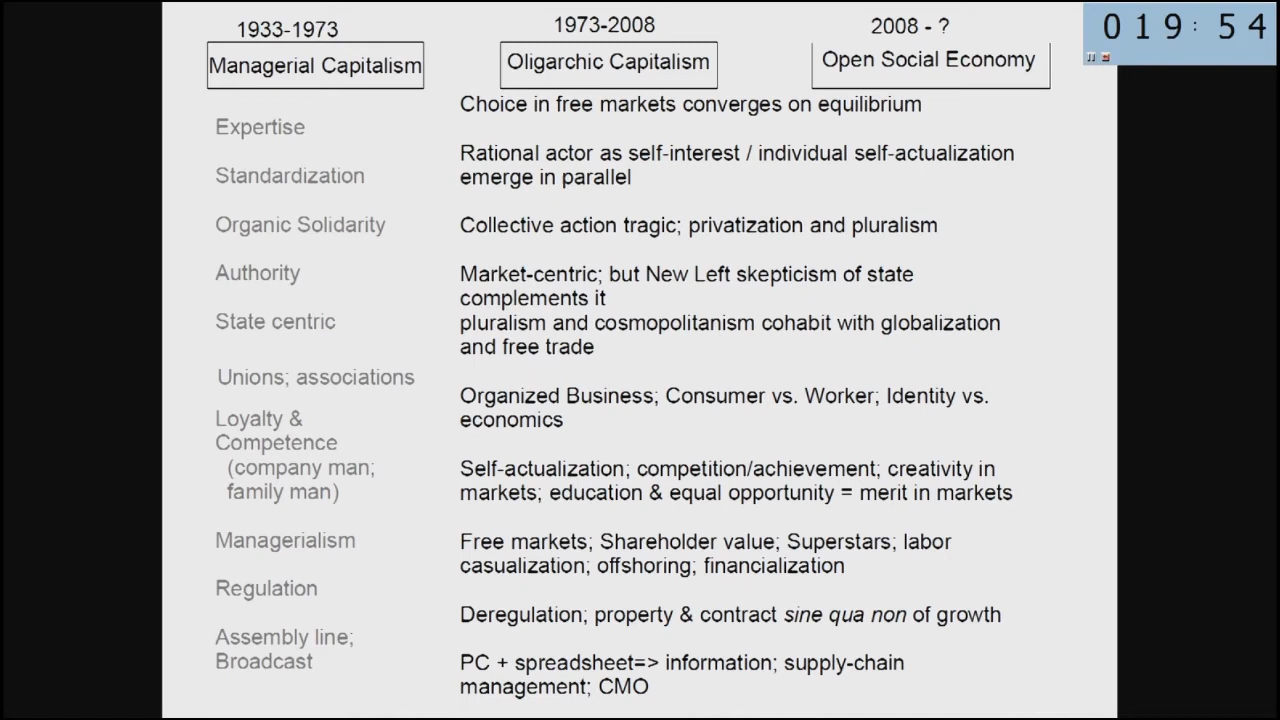 1933-1973
Managerial Capitalism
Expertise
Standardization
Organic Solidarity
Authority
State centric
Unions; associations
Loyalty &
Competence
(company man;
family man)
Managerialism
Regulation
Assembly line;
Broadcast
1973-2008
Oligarchic Capitalism
2008 - ?
Open Social Economy
Choice in free markets converges on equilibrium
Rational actor as self-interest / individual self-actualization
emerge in parallel
Collective action tragic; privatization and pluralism
Market-centric; but New Left skepticism of state
complements it
pluralism and cosmopolitanism cohabit with globalization
and free trade
Organized Business; Consumer vs. Worker; Identity vs.
economics
Self-actualization; competition/achievement; creativity in
markets; education & equal opportunity = merit in markets
Free markets; Shareholder value; Superstars; labor
casualization; offshoring; financialization
Deregulation; property & contract sine qua non of growth
PC + spreadsheet=> information; supply-chain
management; CMO
019:54